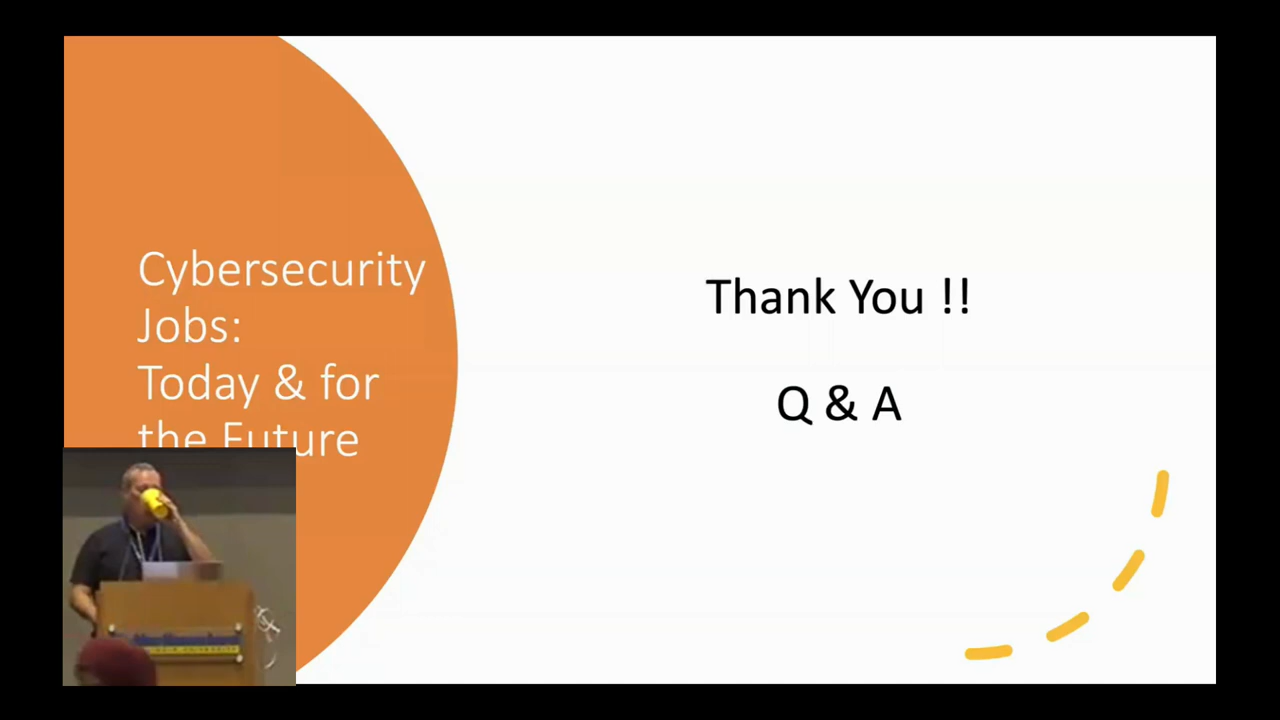 Cybersecurity
Jobs:
Today & for
the Future
Thank You !!
Q & A